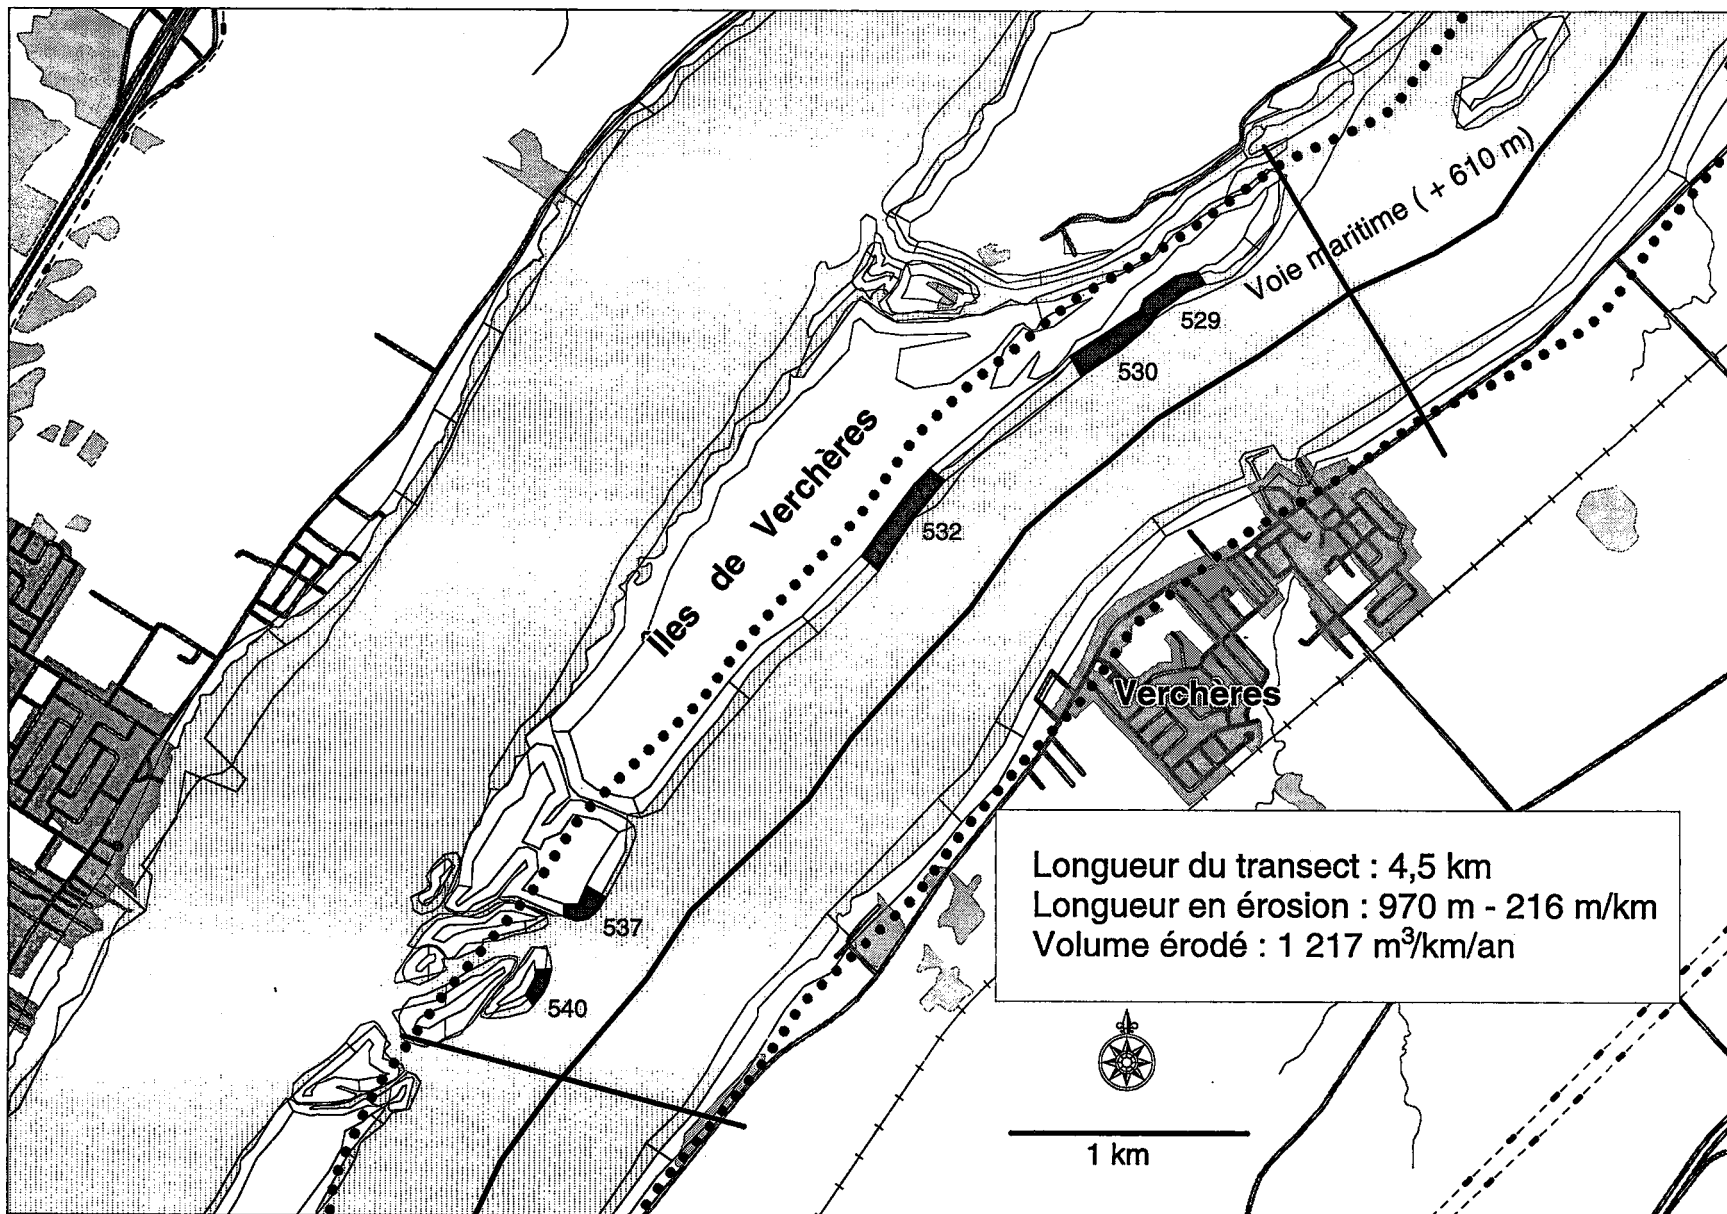 Voie maritime ( + 610 m)
529
530
Îles de Verchères
532
Verchères
537
540
Longueur du transect : 4,5 km
Longueur en érosion : 970 m - 216 m/km
Volume érodé : 1 217 m³/km/an
1 km